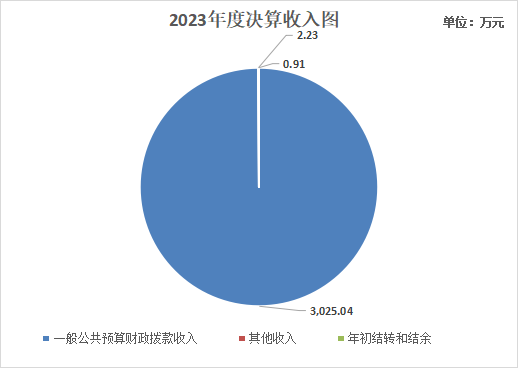 2023年度决算收入图
单位：万元
2.23
0.91
3,025.04
一般公共预算财政拨款收入
其他收入
年初结转和结余